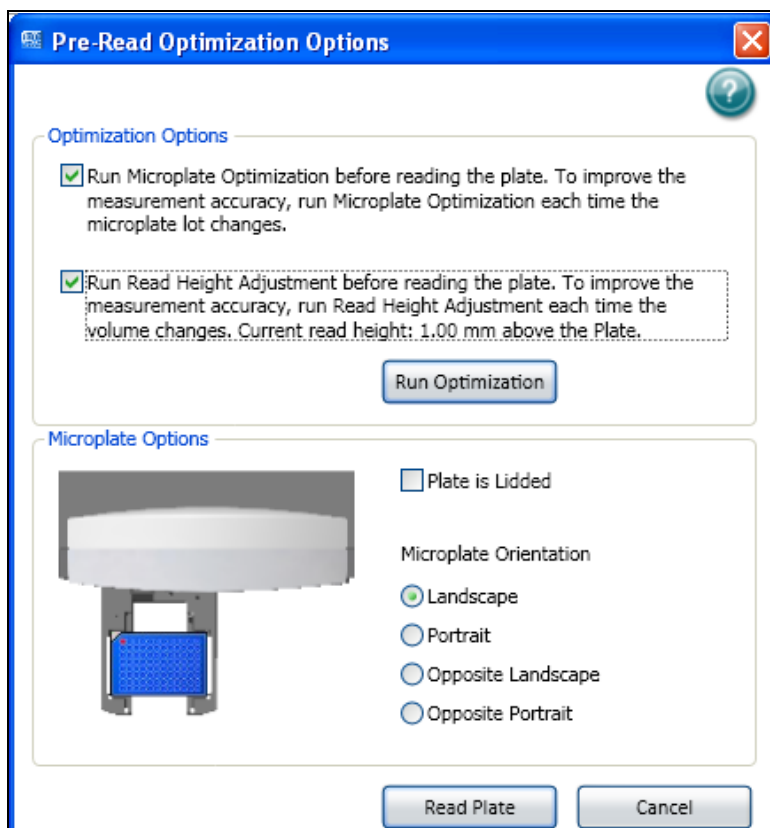 Pre-Read Optimization Options
?
Optimization Options
Run Microplate Optimization before reading the plate. To improve the
measurement accuracy, run Microplate Optimization each time the
microplate lot changes.
Run Read Height Adjustment before reading the plate. To improve the
measurement accuracy, run Read Height Adjustment each time the
volume changes. Current read height: 1.00 mm above the Plate.
Run Optimization
Microplate Options
Plate is Lidded
Microplate Orientation
Landscape
Portrait
Opposite Landscape
Opposite Portrait
Read Plate
Cancel